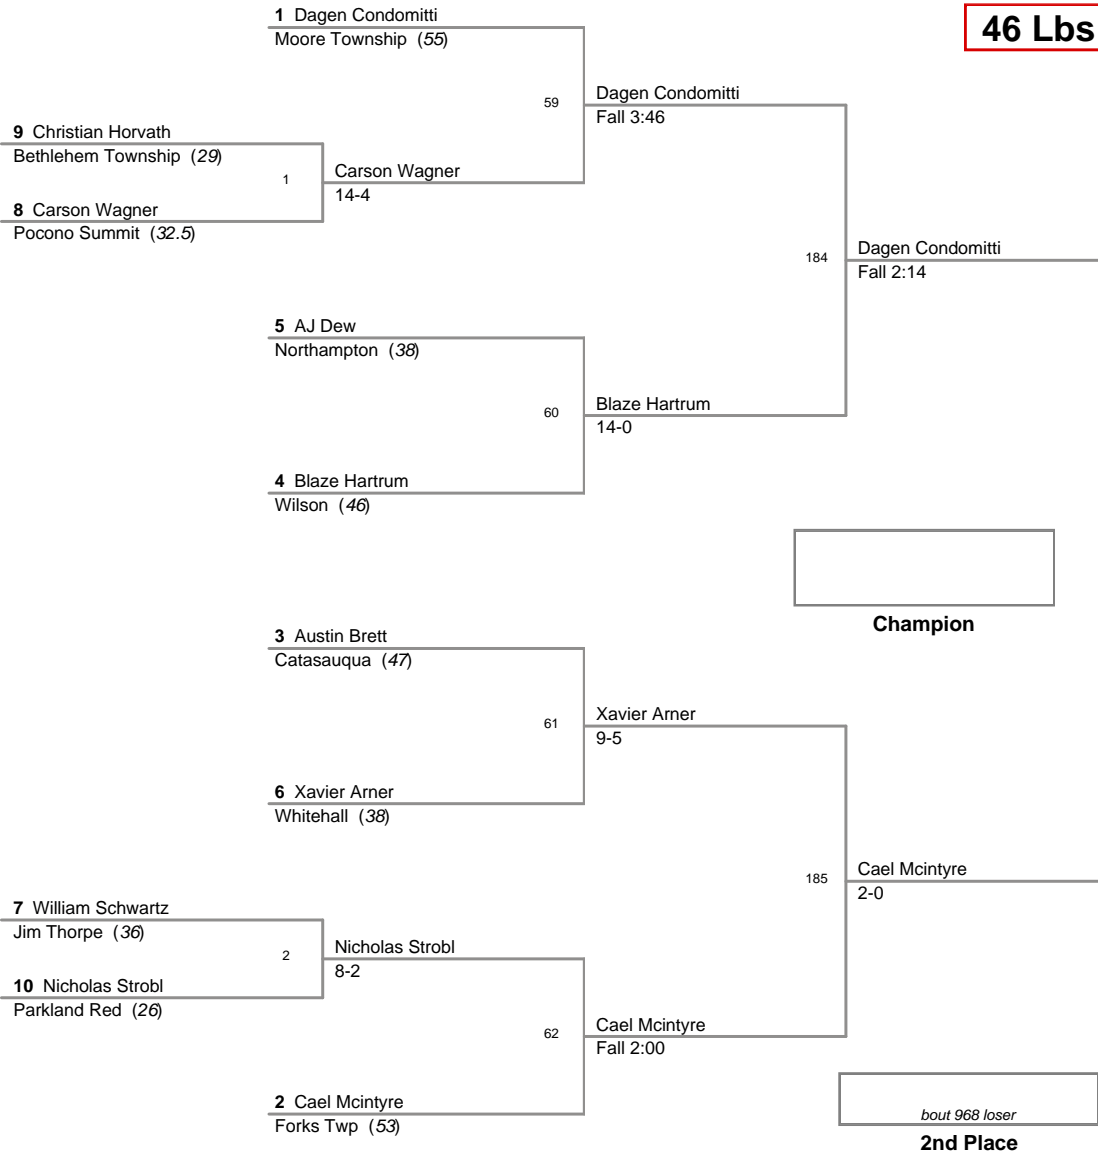 1 Dagen Condomitti
46 Lbs
Moore Township (55)
59
Dagen Condomitti
Fall 3:46
9 Christian Horvath
Bethlehem Township (29)
1
Carson Wagner
14-4
8 Carson Wagner
Pocono Summit (32.5)
184
Dagen Condomitti
Fall 2:14
5 AJ Dew
Northampton (38)
60
Blaze Hartrum
14-0
4 Blaze Hartrum
Wilson (46)
Champion
3 Austin Brett
Catasauqua (47)
61
Xavier Arner
9-5
6 Xavier Arner
Whitehall (38)
185
Cael Mcintyre
2-0
7 William Schwartz
Jim Thorpe (36)
2
Nicholas Strobl
8-2
10 Nicholas Strobl
Parkland Red (26)
62
Cael Mcintyre
Fall 2:00
2 Cael Mcintyre
Forks Twp (53)
bout 968 loser
2nd Place